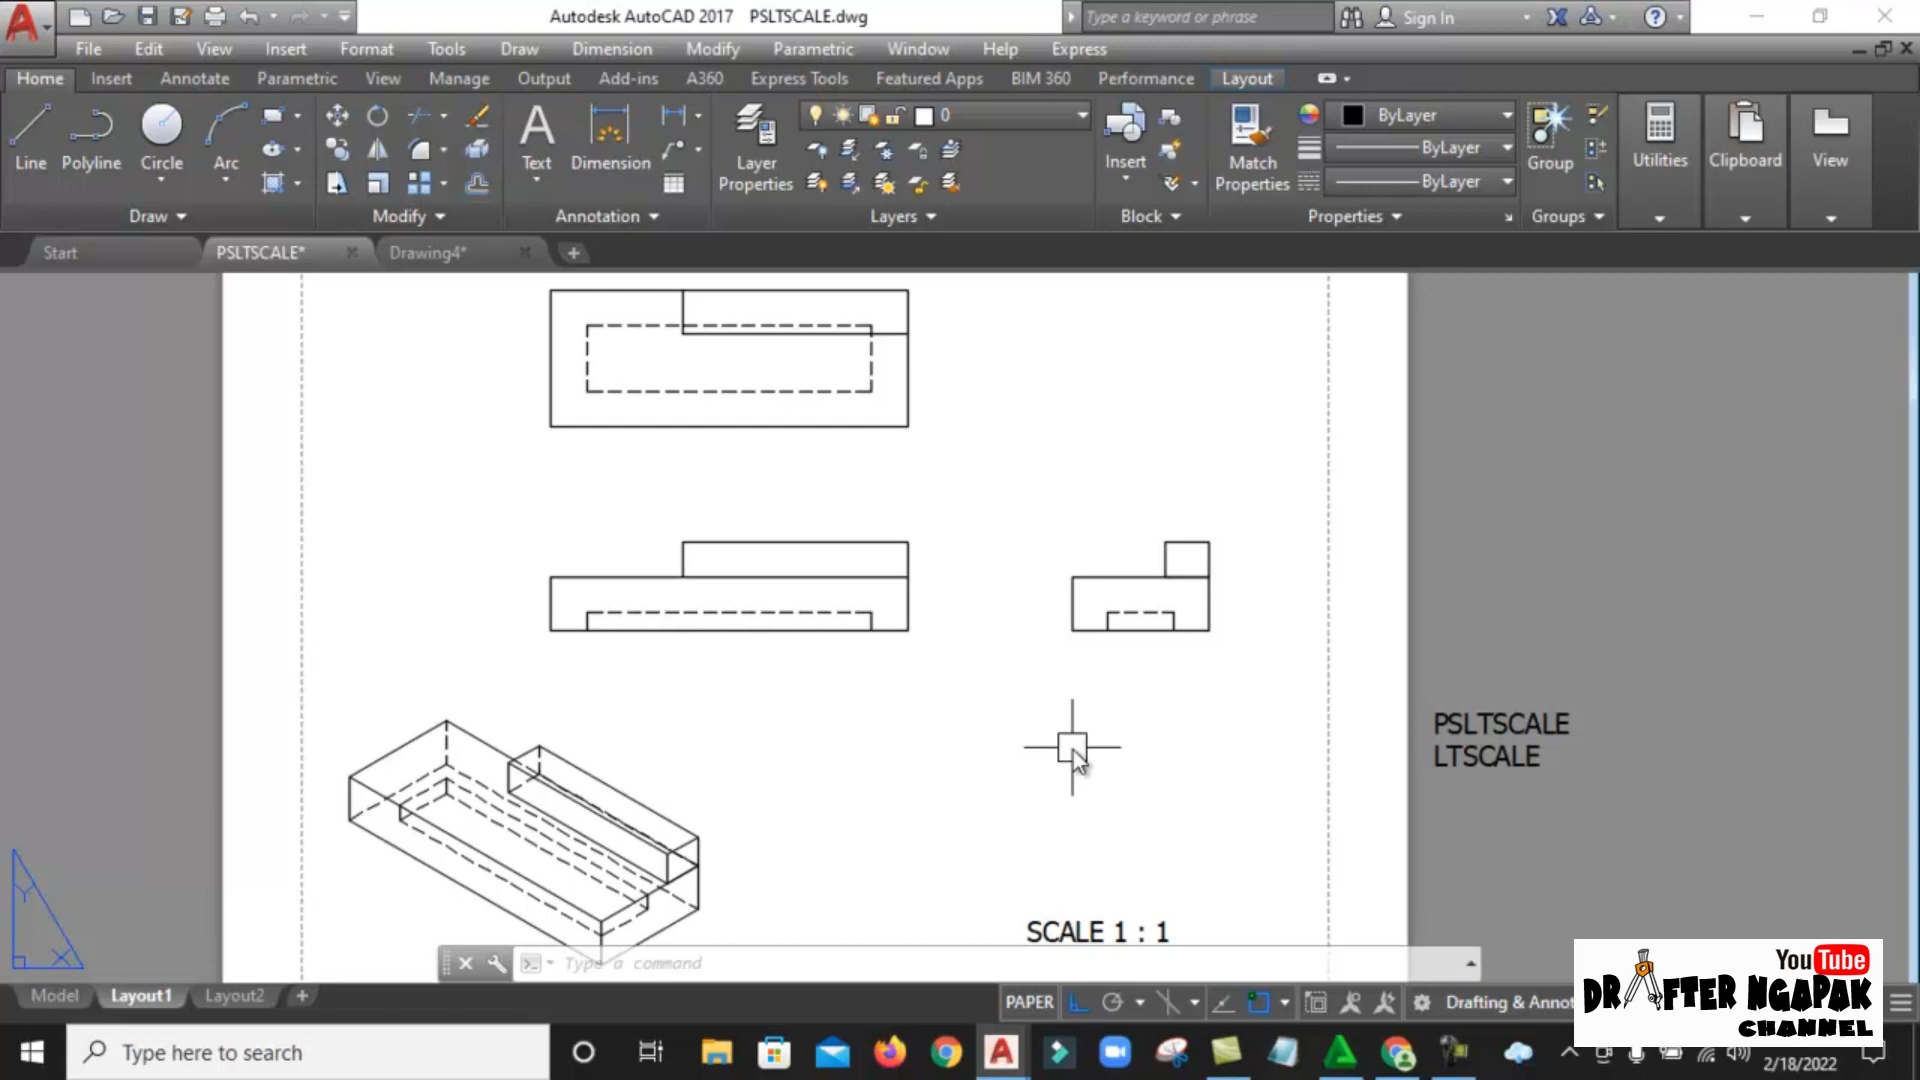 Autodesk AutoCAD 2017 PSLTSCALE.dwg
Type a keyword or phrase
Sign In
File Edit View Insert Format Tools Draw Dimension Modify Parametric Window Help Express
Home Insert Annotate Parametric View Manage Output Add-ins A360 Express Tools Featured Apps BIM 360 Performance Layout
0
ByLayer
ByLayer
ByLayer
Line Polyline Circle Arc
Text Dimension
Layer Properties
Insert
Match Properties
Group
Utilities
Clipboard
View
Draw Modify Annotation Layers Block Properties Groups
Start PSLTSCALE* Drawing4*
PSLTSCALE
LTSCALE
SCALE 1 : 1
Y
X
Type a command
Model Layout1 Layout2
PAPER
Drafting & Anno
YouTube
DRAFTER NGAPAK
CHANNEL
Type here to search
2/18/2022